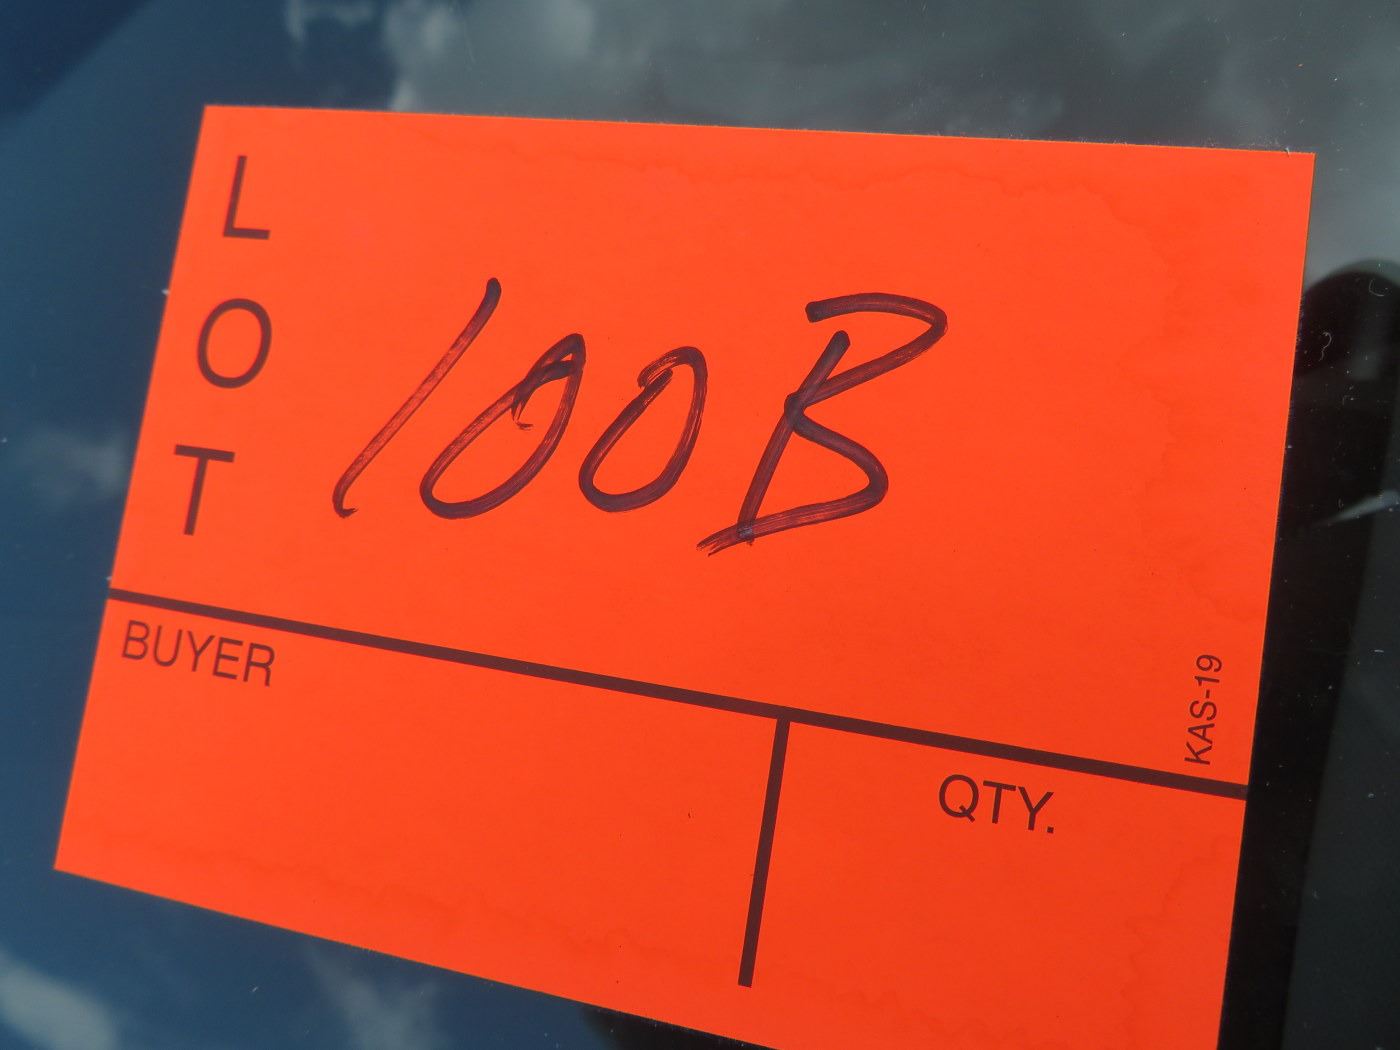 LOT
100B
KAS-19
BUYER
QTY.